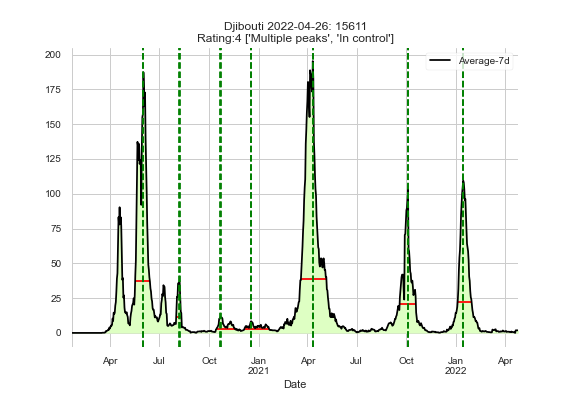 Djibouti 2022-04-26: 15611
Rating:4 ['Multiple peaks', 'In control']
Average-7d
200
175
150
125
100
75
50
25
0
Apr
Jul
Oct
Jan
2021
Apr
Jul
Oct
Jan
2022
Apr
Date